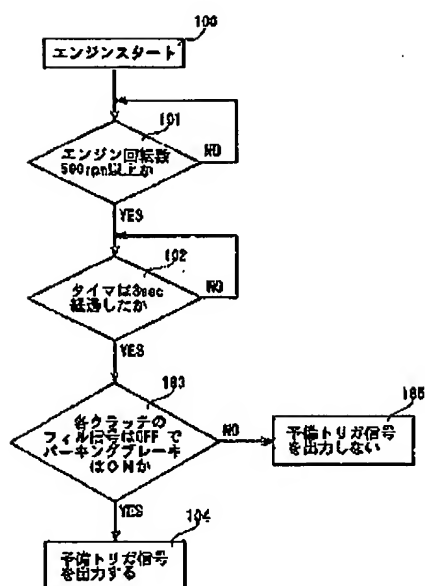 100
エンジンスタート
101
エンジン回転数
500rpm以上か
NO
YES
102
タイマは3sec
経過したか
NO
YES
103
各クラッチの
フィル信号はOFFで
パーキングブレーキ
はONか
NO
105
予備トリガ信号
を出力しない
YES
104
予備トリガ信号
を出力する